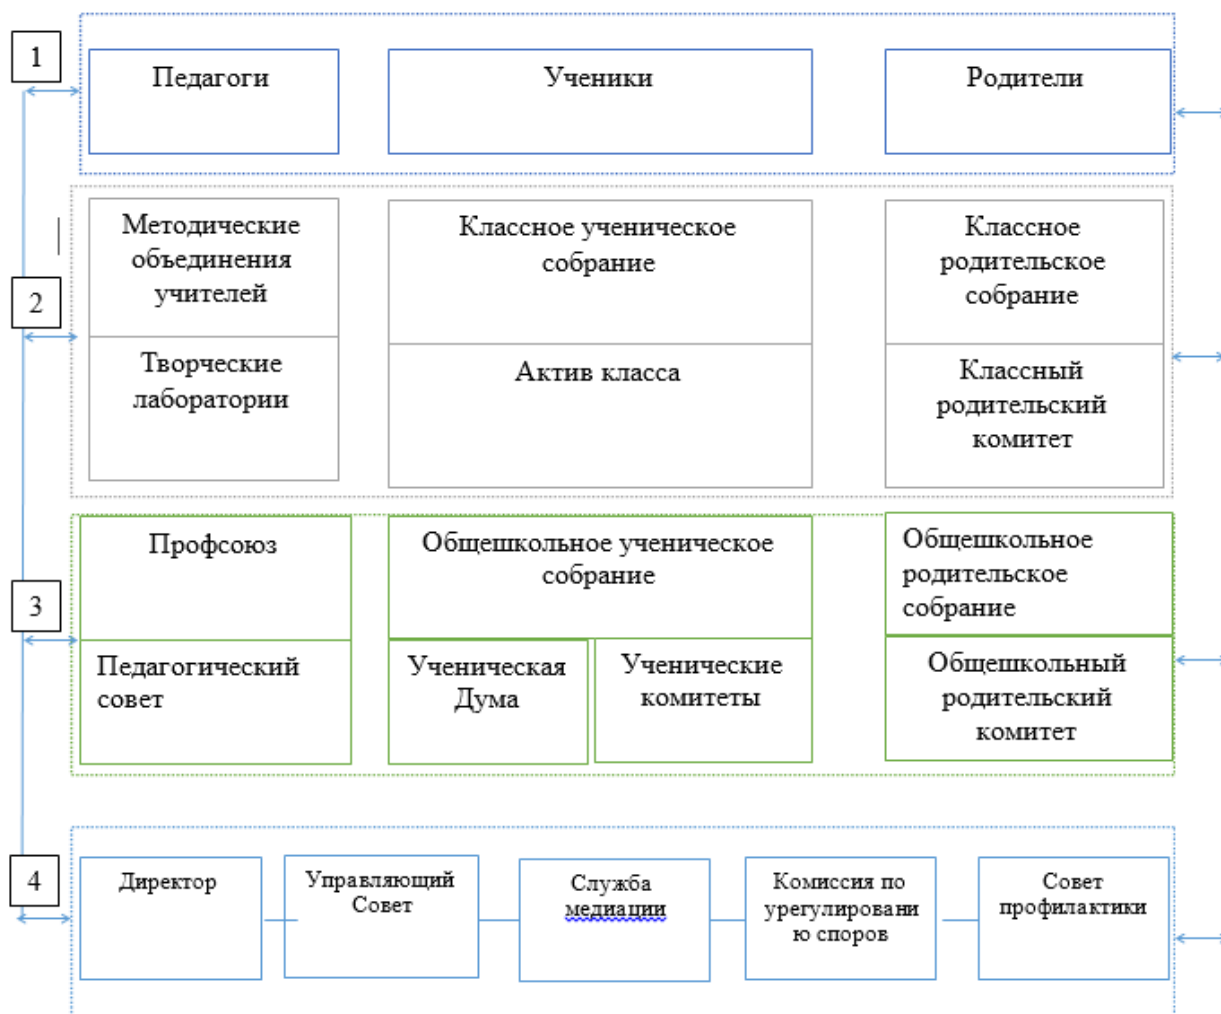 1
Педагоги
Ученики
Родители
2
Методические
объединения
учителей
Творческие
лаборатории
Классное ученическое
собрание
Актив класса
Классное
родительское
собрание
Классный
родительский
комитет
3
Профсоюз
Педагогический
совет
Общешкольное ученическое
собрание
Ученическая
Дума
Ученические
комитеты
Общешкольное
родительское
собрание
Общешкольный
родительский
комитет
4
Директор
Управляющий
Совет
Служба
медиации
Комиссия по
урегулировани
ю споров
Совет
профилактики